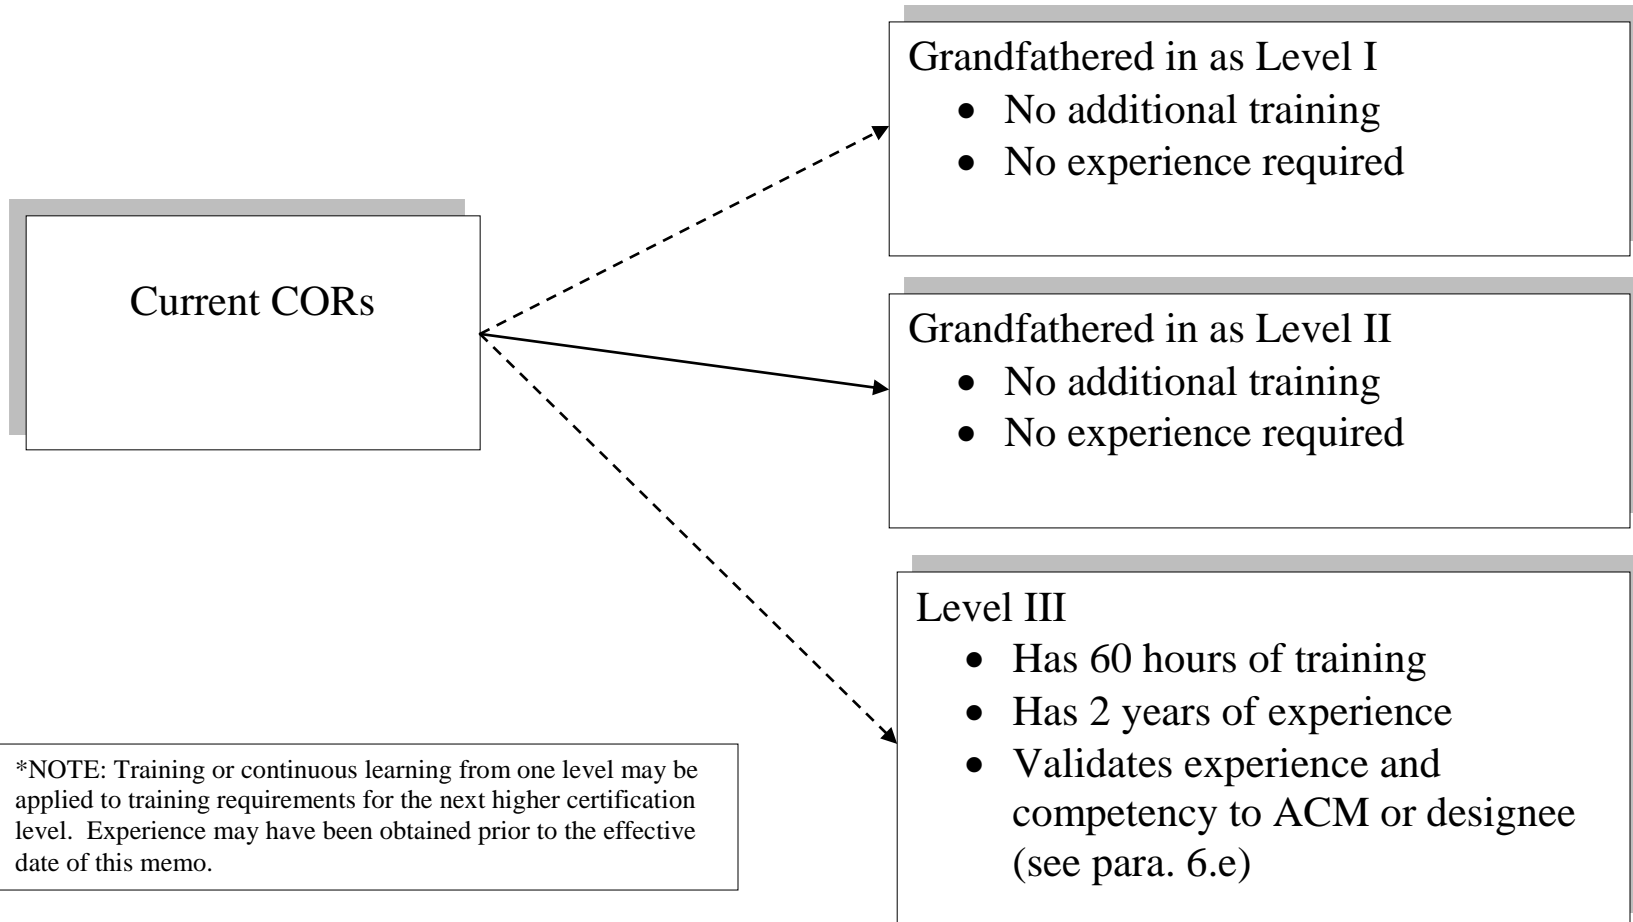 Grandfathered in as Level I
• No additional training
• No experience required
Current CORs
Grandfathered in as Level II
• No additional training
• No experience required
Level III
• Has 60 hours of training
• Has 2 years of experience
• Validates experience and
competency to ACM or designee
(see para. 6.e)
*NOTE: Training or continuous learning from one level may be
applied to training requirements for the next higher certification
level.  Experience may have been obtained prior to the effective
date of this memo.